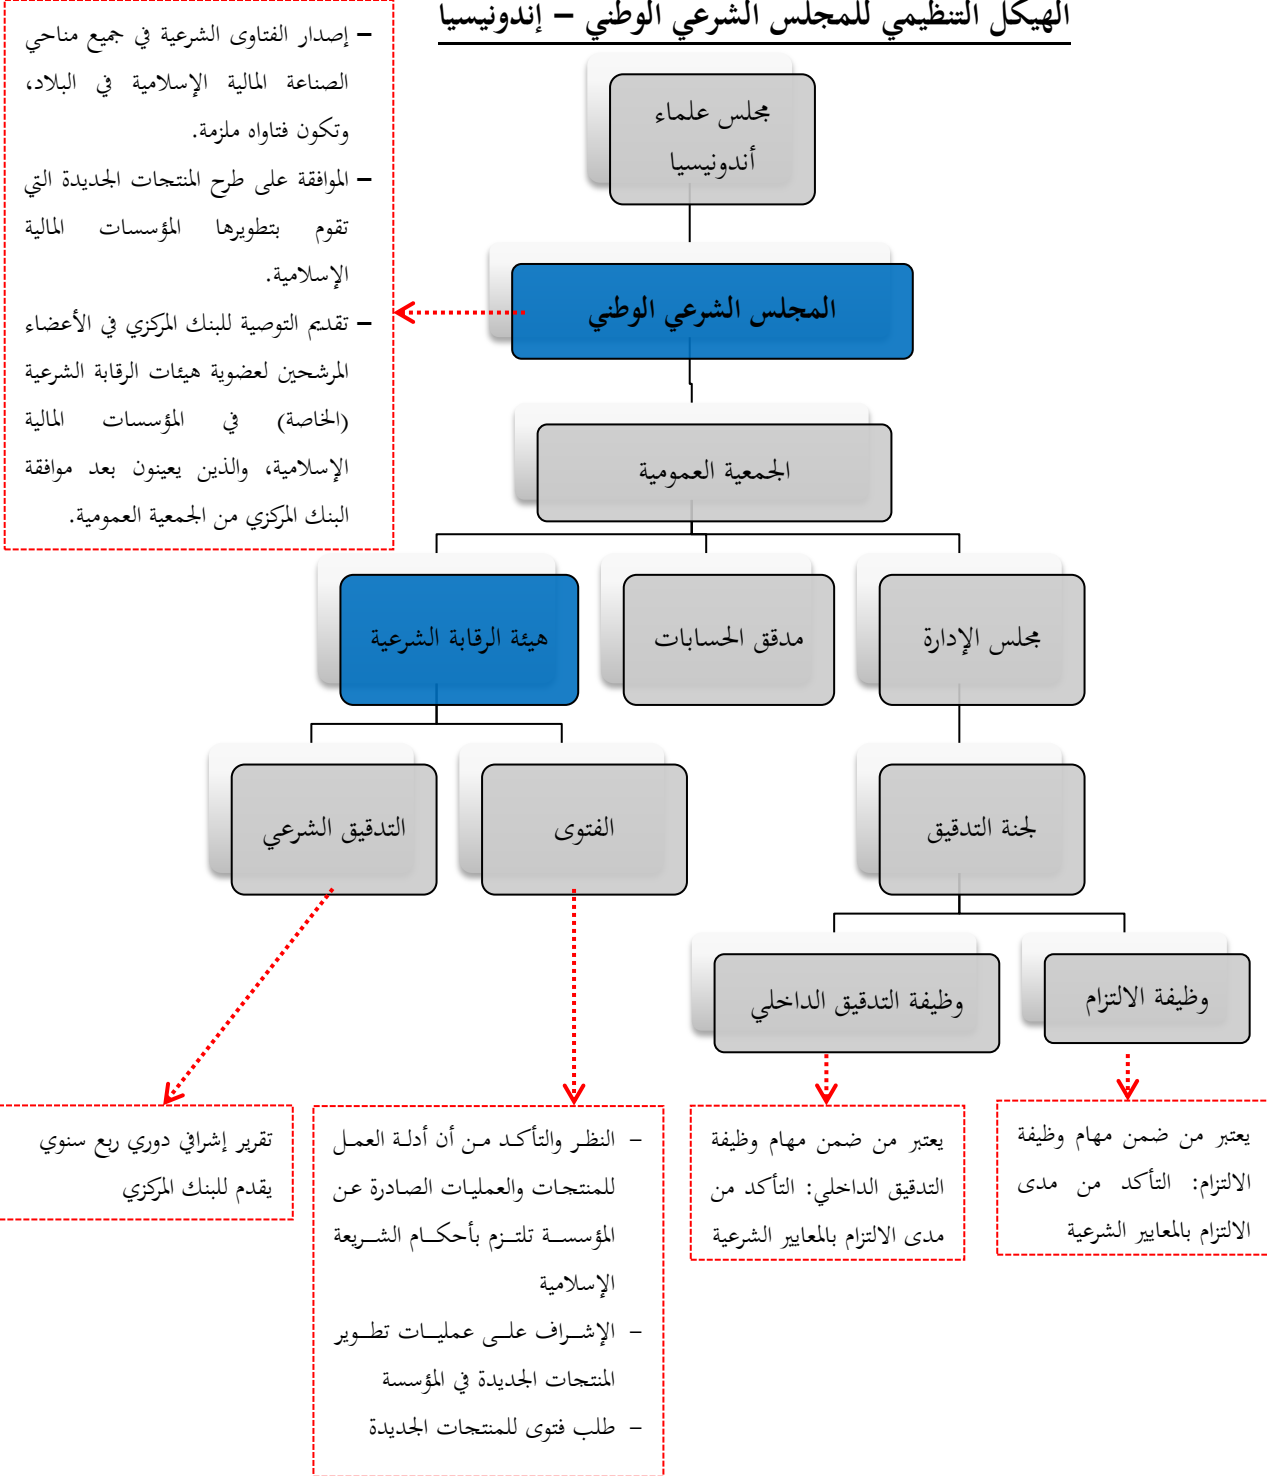 الهيكل التنظيمي للمجلس الشرعي الوطني – إندونيسيا
– إصدار الفتاوى الشرعية في جميع مناحي
الصناعة المالية الإسلامية في البلاد،
وتكون فتاواه ملزمة.
– الموافقة على طرح المنتجات الجديدة التي
تقوم بتطويرها المؤسسات المالية
الإسلامية.
– تقديم التوصية للبنك المركزي في الأعضاء
المرشحين لعضوية هيئات الرقابة الشرعية
(الخاصة) في المؤسسات المالية
الإسلامية، والذين يعينون بعد موافقة
البنك المركزي من الجمعية العمومية.
مجلس علماء
أندونيسيا
المجلس الشرعي الوطني
الجمعية العمومية
مجلس الإدارة
مدقق الحسابات
هيئة الرقابة الشرعية
لجنة التدقيق
الفتوى
التدقيق الشرعي
وظيفة الالتزام
وظيفة التدقيق الداخلي
يعتبر من ضمن مهام وظيفة
الالتزام: التأكد من مدى
الالتزام بالمعايير الشرعية
يعتبر من ضمن مهام وظيفة
التدقيق الداخلي: التأكد من
مدى الالتزام بالمعايير الشرعية
– النظر والتأكد من أن أدلة العمل
للمنتجات والعمليات الصادرة عن
المؤسسة تلتزم بأحكام الشريعة
الإسلامية
– الإشراف على عمليات تطوير
المنتجات الجديدة في المؤسسة
– طلب فتوى للمنتجات الجديدة
تقرير إشرافي دوري ربع سنوي
يقدم للبنك المركزي